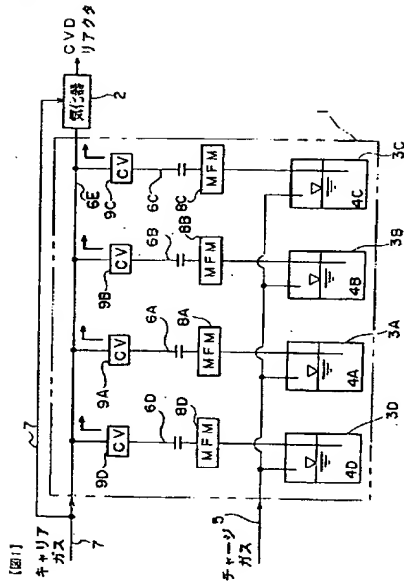 【図1】
キャリア
ガス
7
7
CVD
リアクタ
気化器
2
1
6E
9D
CV
9A
CV
9B
CV
9C
CV
6D
6A
6B
6C
8D
MFM
8A
MFM
8B
MFM
8C
MFM
チャージガス
5
4D
4A
4B
4C
3D
3A
3B
3C